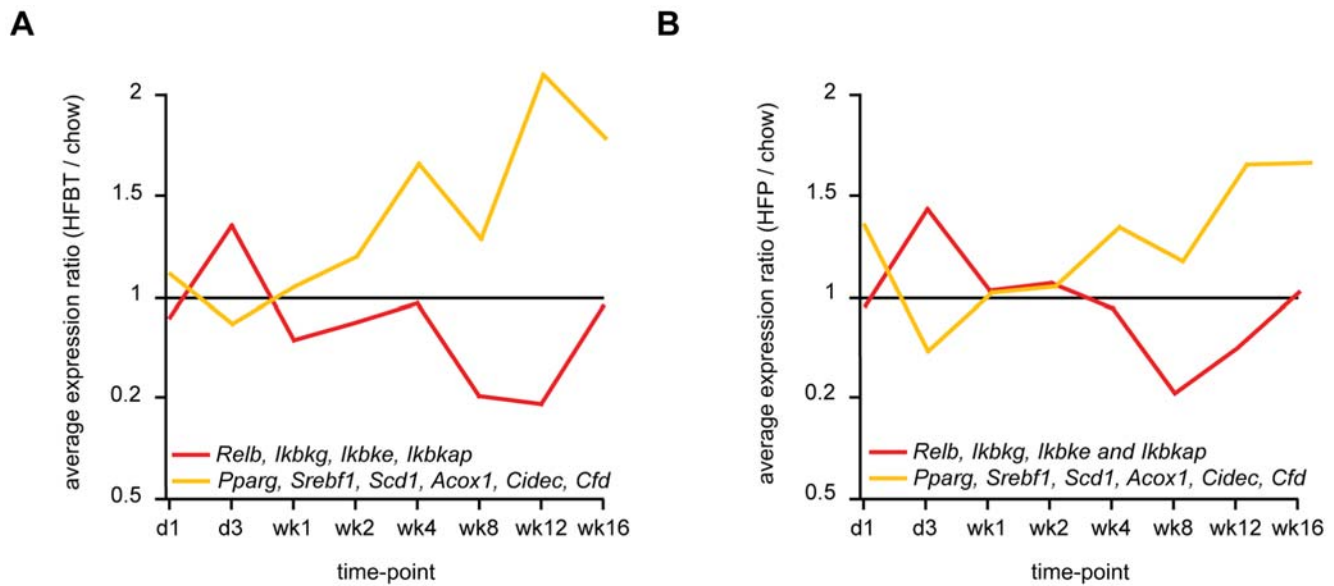 A
average expression ratio (HFBT / chow)
2
1.5
1
0.2
0.5
Relb, Ikbkg, Ikbke, Ikbkap
Pparg, Srebf1, Scd1, Acox1, Cidec, Cfd
d1 d3 wk1 wk2 wk4 wk8 wk12 wk16
time-point
B
average expression ratio (HFP / chow)
2
1.5
1
0.2
0.5
Relb, Ikbkg, Ikbke and Ikbkap
Pparg, Srebf1, Scd1, Acox1, Cidec, Cfd
d1 d3 wk1 wk2 wk4 wk8 wk12 wk16
time-point